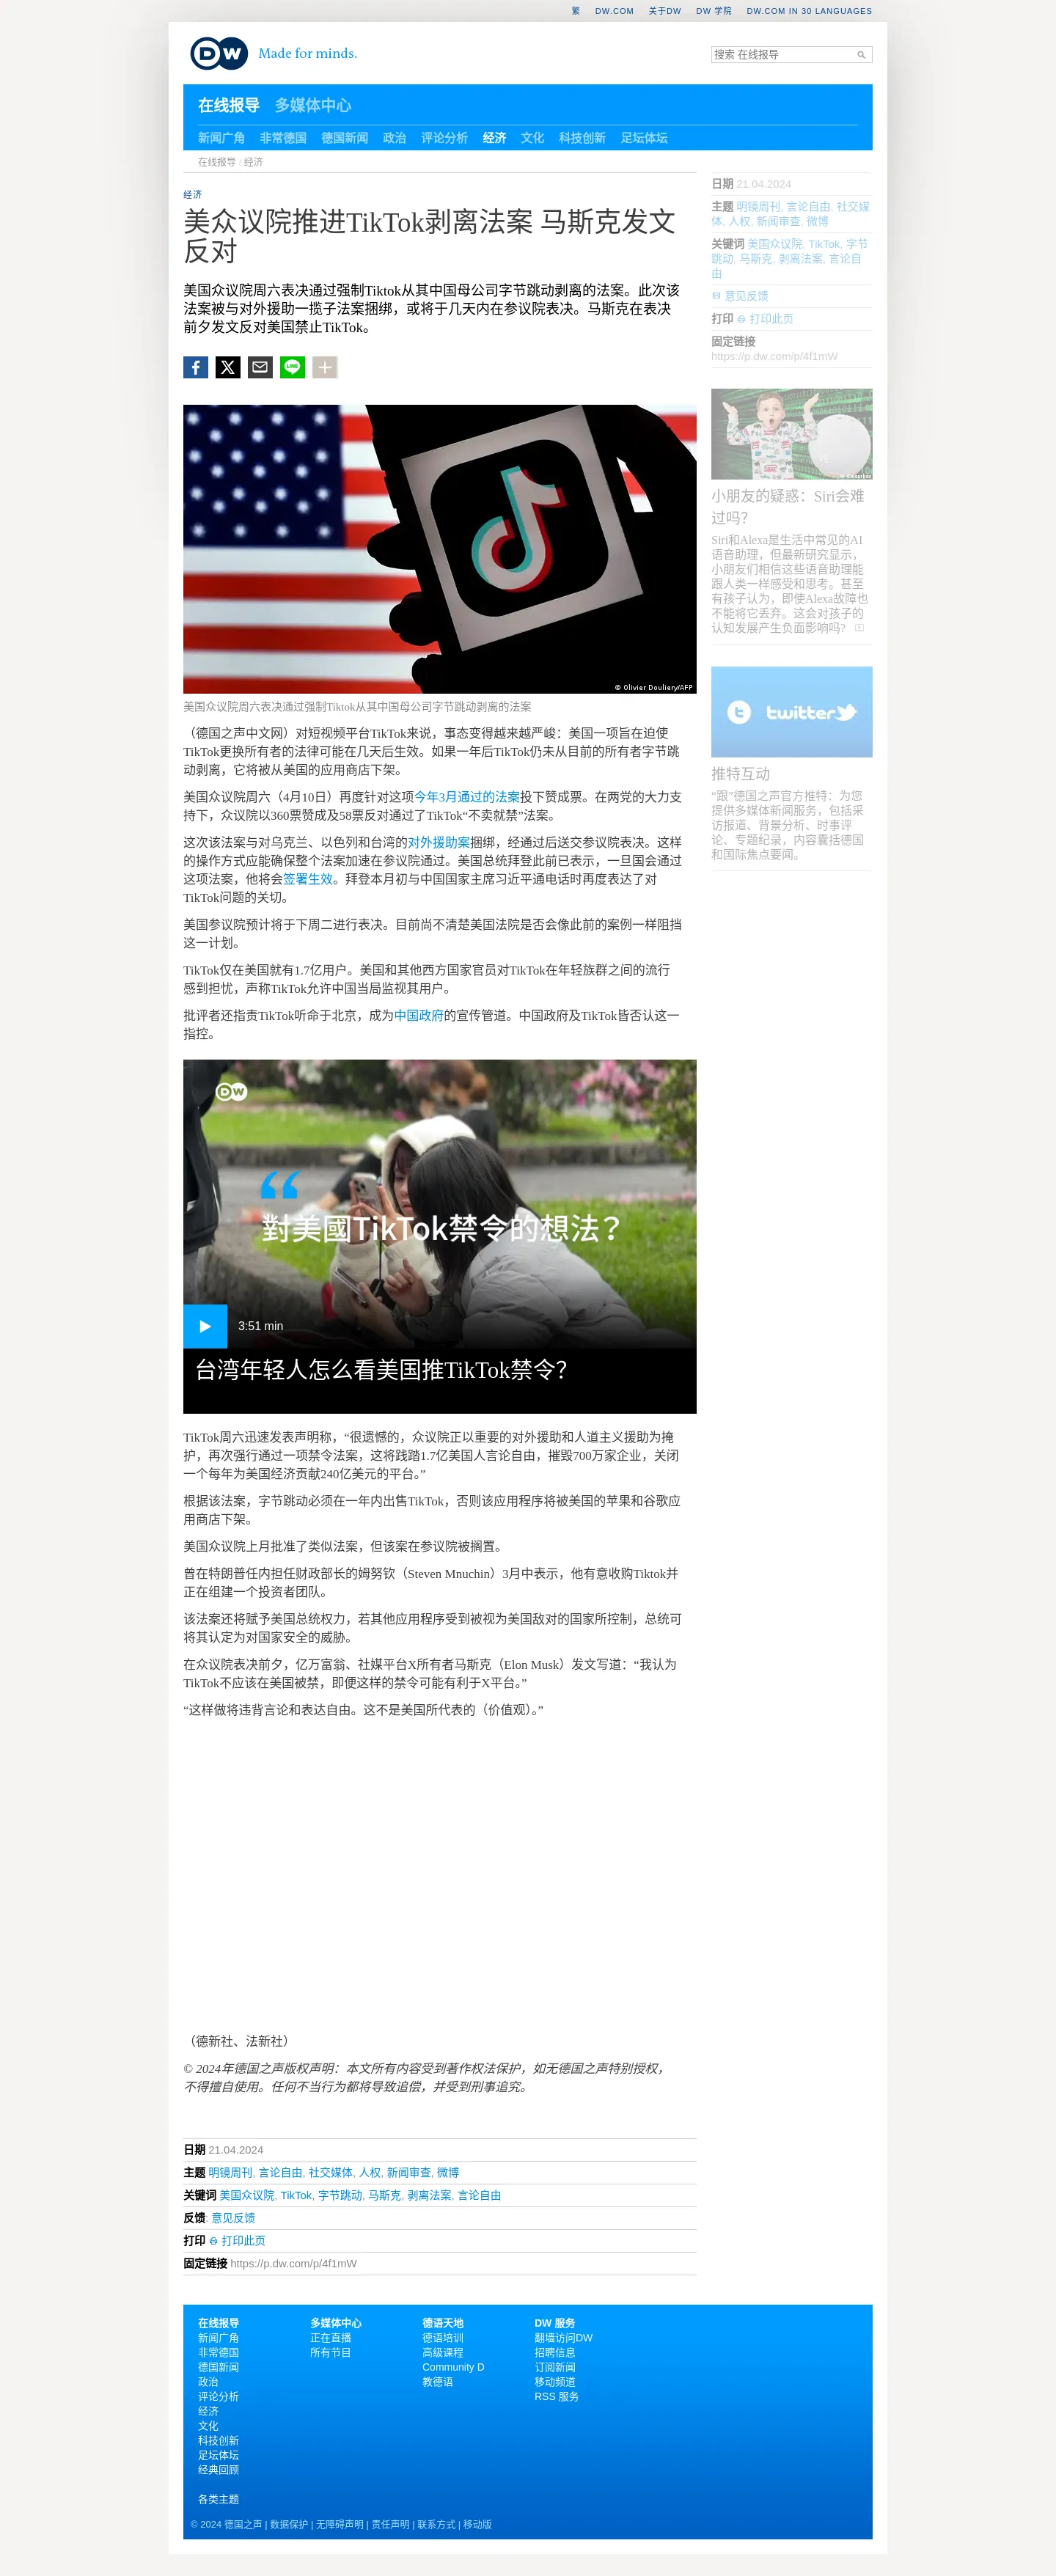 繁 DW.COM 关于DW DW 学院 DW.COM IN 30 LANGUAGES
DW Made for minds.
搜索 在线报导
在线报导 多媒体中心
新闻广角 非常德国 德国新闻 政治 评论分析 经济 文化 科技创新 足坛体坛
在线报导 / 经济
经济
美众议院推进TikTok剥离法案 马斯克发文
反对
美国众议院周六表决通过强制Tiktok从其中国母公司字节跳动剥离的法案。此次该
法案被与对外援助一揽子法案捆绑，或将于几天内在参议院表决。马斯克在表决
前夕发文反对美国禁止TikTok。
LINE
© Olivier Douliery/AFP
美国众议院周六表决通过强制Tiktok从其中国母公司字节跳动剥离的法案
（德国之声中文网）对短视频平台TikTok来说，事态变得越来越严峻：美国一项旨在迫使
TikTok更换所有者的法律可能在几天后生效。如果一年后TikTok仍未从目前的所有者字节跳
动剥离，它将被从美国的应用商店下架。
美国众议院周六（4月10日）再度针对这项今年3月通过的法案投下赞成票。在两党的大力支
持下，众议院以360票赞成及58票反对通过了TikTok“不卖就禁”法案。
这次该法案与对乌克兰、以色列和台湾的对外援助案捆绑，经通过后送交参议院表决。这样
的操作方式应能确保整个法案加速在参议院通过。美国总统拜登此前已表示，一旦国会通过
这项法案，他将会签署生效。拜登本月初与中国国家主席习近平通电话时再度表达了对
TikTok问题的关切。
美国参议院预计将于下周二进行表决。目前尚不清楚美国法院是否会像此前的案例一样阻挡
这一计划。
TikTok仅在美国就有1.7亿用户。美国和其他西方国家官员对TikTok在年轻族群之间的流行
感到担忧，声称TikTok允许中国当局监视其用户。
批评者还指责TikTok听命于北京，成为中国政府的宣传管道。中国政府及TikTok皆否认这一
指控。
DW
“
對美國TikTok禁令的想法？
3:51 min
台湾年轻人怎么看美国推TikTok禁令？
TikTok周六迅速发表声明称，“很遗憾的，众议院正以重要的对外援助和人道主义援助为掩
护，再次强行通过一项禁令法案，这将践踏1.7亿美国人言论自由，摧毁700万家企业，关闭
一个每年为美国经济贡献240亿美元的平台。”
根据该法案，字节跳动必须在一年内出售TikTok，否则该应用程序将被美国的苹果和谷歌应
用商店下架。
美国众议院上月批准了类似法案，但该案在参议院被搁置。
曾在特朗普任内担任财政部长的姆努钦（Steven Mnuchin）3月中表示，他有意收购Tiktok并
正在组建一个投资者团队。
该法案还将赋予美国总统权力，若其他应用程序受到被视为美国敌对的国家所控制，总统可
将其认定为对国家安全的威胁。
在众议院表决前夕，亿万富翁、社媒平台X所有者马斯克（Elon Musk）发文写道：“我认为
TikTok不应该在美国被禁，即便这样的禁令可能有利于X平台。”
“这样做将违背言论和表达自由。这不是美国所代表的（价值观）。”
（德新社、法新社）
© 2024年德国之声版权声明：本文所有内容受到著作权法保护，如无德国之声特别授权，
不得擅自使用。任何不当行为都将导致追偿，并受到刑事追究。
日期 21.04.2024
主题 明镜周刊, 言论自由, 社交媒体, 人权, 新闻审查, 微博
关键词 美国众议院, TikTok, 字节跳动, 马斯克, 剥离法案, 言论自由
反馈: 意见反馈
打印 打印此页
固定链接 https://p.dw.com/p/4f1mW
日期 21.04.2024
主题 明镜周刊, 言论自由, 社交媒
体, 人权, 新闻审查, 微博
关键词 美国众议院, TikTok, 字节
跳动, 马斯克, 剥离法案, 言论自
由
意见反馈
打印 打印此页
固定链接
https://p.dw.com/p/4f1mW
小朋友的疑惑：Siri会难
过吗？
Siri和Alexa是生活中常见的AI
语音助理，但最新研究显示，
小朋友们相信这些语音助理能
跟人类一样感受和思考。甚至
有孩子认为，即使Alexa故障也
不能将它丢弃。这会对孩子的
认知发展产生负面影响吗？
twitter
推特互动
“跟”德国之声官方推特：为您
提供多媒体新闻服务，包括采
访报道、背景分析、时事评
论、专题纪录，内容囊括德国
和国际焦点要闻。
在线报导
新闻广角
非常德国
德国新闻
政治
评论分析
经济
文化
科技创新
足坛体坛
经典回顾
各类主题
多媒体中心
正在直播
所有节目
德语天地
德语培训
高级课程
Community D
教德语
DW 服务
翻墙访问DW
招聘信息
订阅新闻
移动频道
RSS 服务
© 2024 德国之声 | 数据保护 | 无障碍声明 | 责任声明 | 联系方式 | 移动版